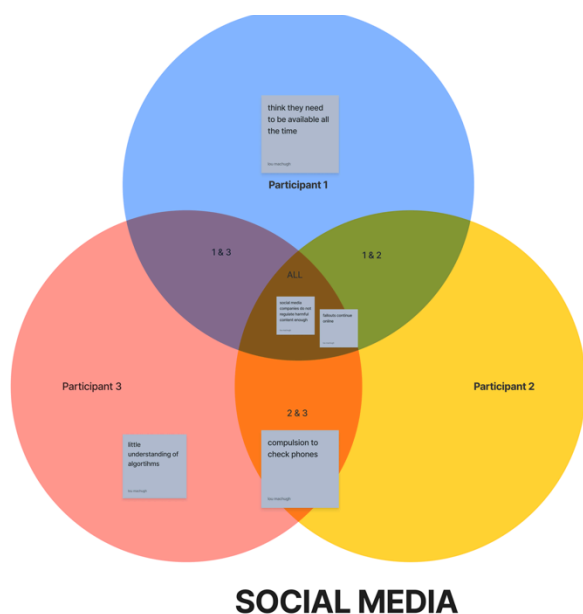 think they need
to be available all
the time
Participant 1
1 & 3
1 & 2
ALL
social media
companies do not
regulate harmful
content enough
fallouts continue
online
Participant 3
Participant 2
2 & 3
little
understanding of
algortihms
compulsion to
check phones
SOCIAL MEDIA